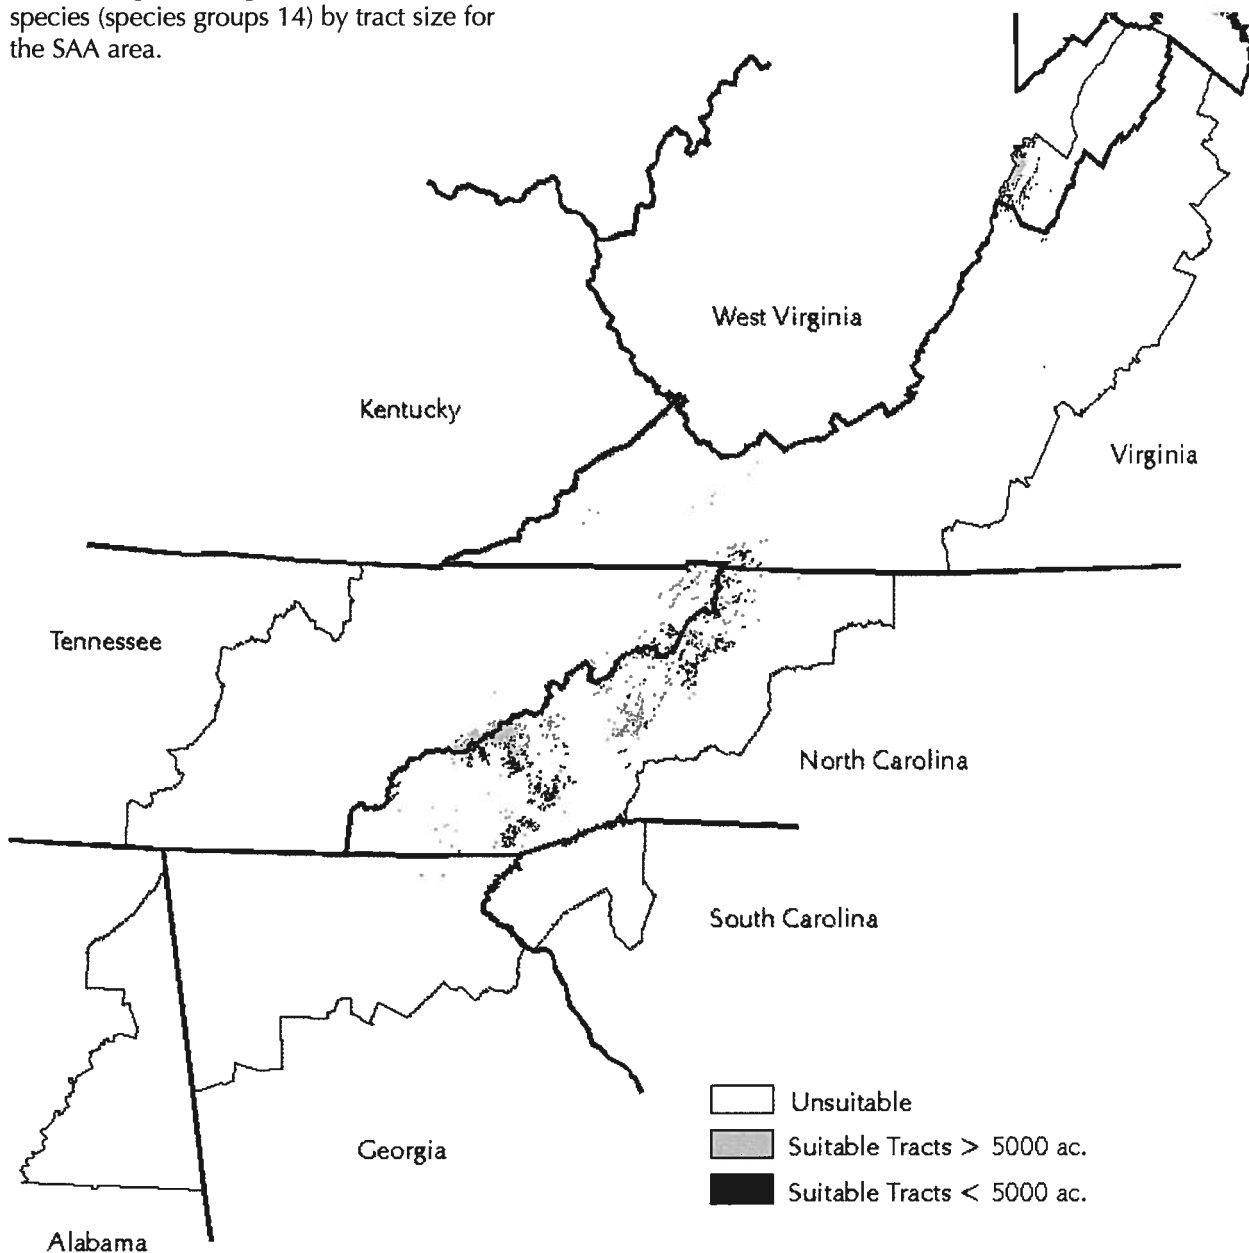 species (species groups 14) by tract size for
the SAA area.
West Virginia
Kentucky
Virginia
Tennessee
North Carolina
South Carolina
Georgia
Alabama
Unsuitable
Suitable Tracts > 5000 ac.
Suitable Tracts < 5000 ac.